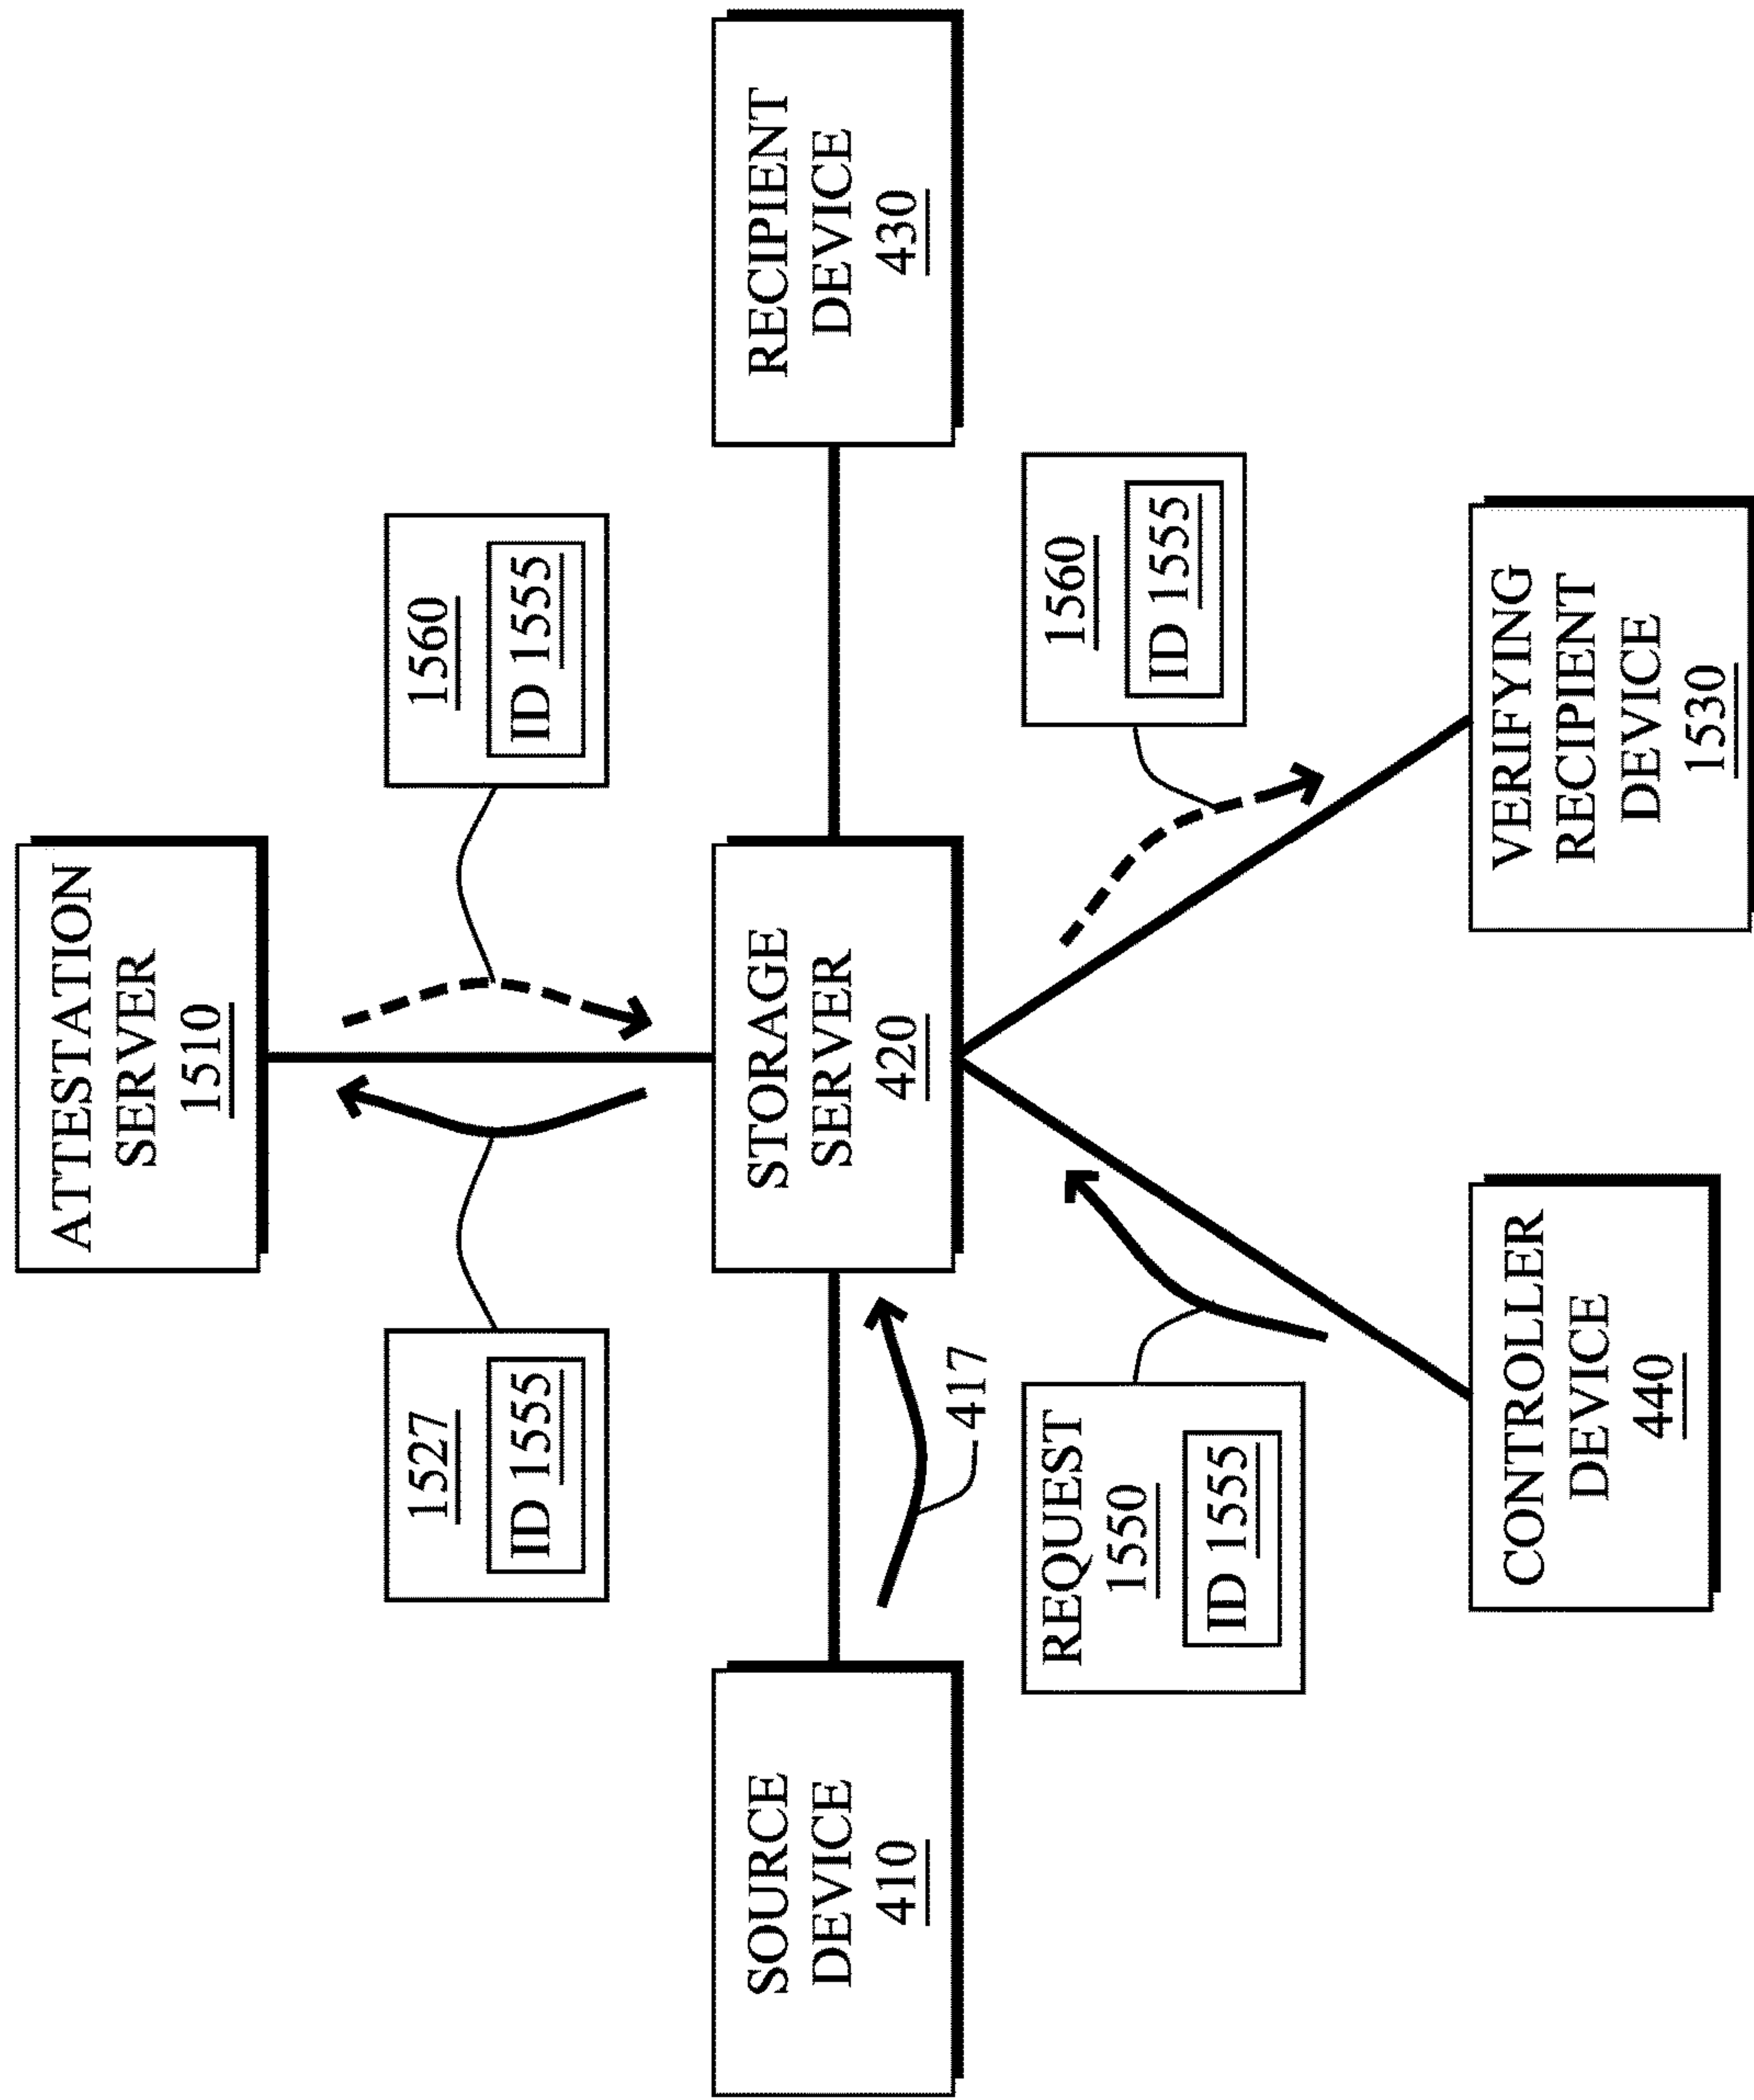 ATTESTATION
SERVER
1510
1527
ID 1555
1560
ID 1555
SOURCE
DEVICE
410
STORAGE
SERVER
420
RECIPIENT
DEVICE
430
417
REQUEST
1550
ID 1555
1560
ID 1555
CONTROLLER
DEVICE
440
VERIFYING
RECIPIENT
DEVICE
1530